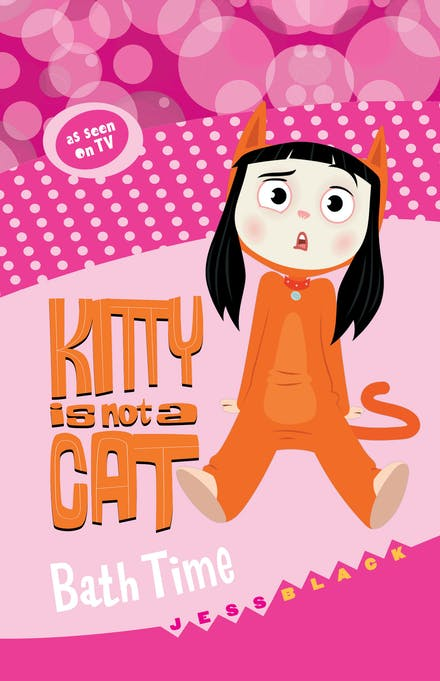 as seen
on TV
KITTY
is not a
CAT
Bath Time
JESS BLACK